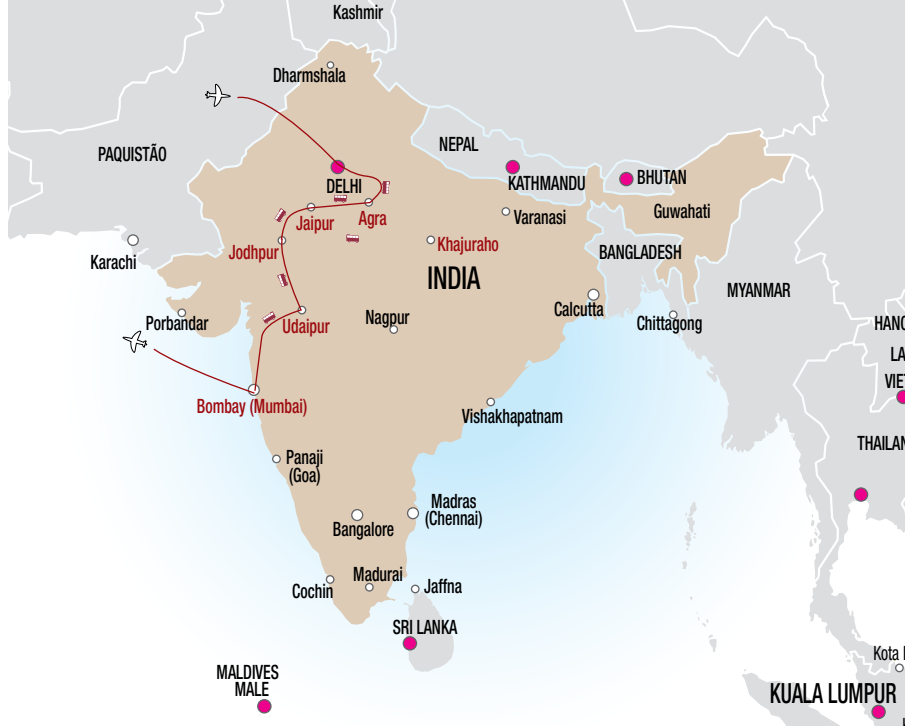 Kashmir
Dharmshala
PAQUISTÃO
NEPAL
DELHI
KATHMANDU
BHUTAN
Jaipur
Agra
Varanasi
Guwahati
Jodhpur
Khajuraho
Karachi
BANGLADESH
INDIA
MYANMAR
Porbandar
Udaipur
Nagpur
Calcutta
Chittagong
HANO
LA
VIET
Bombay (Mumbai)
Vishakhapatnam
THAILAN
Panaji
(Goa)
Madras
(Chennai)
Bangalore
Cochin
Madurai
Jaffna
SRI LANKA
MALDIVES
MALE
Kota
KUALA LUMPUR